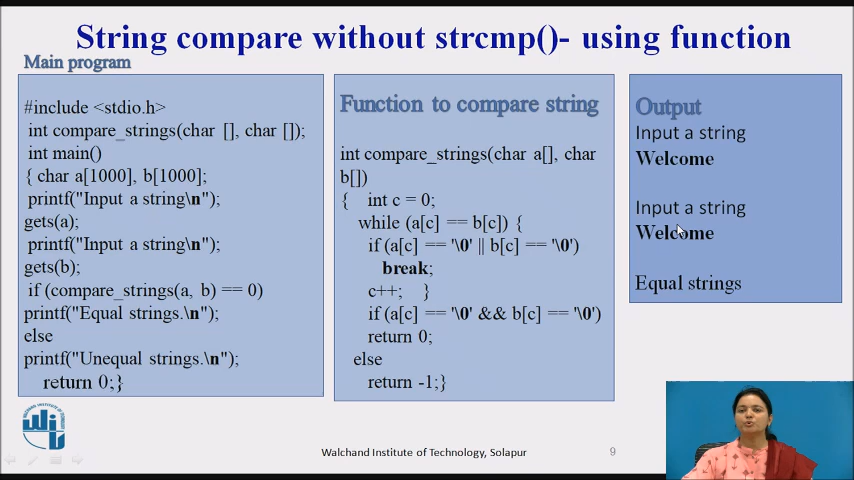 String compare without strcmp()- using function
Main program
#include <stdio.h>
int compare_strings(char [], char []);
int main()
{ char a[1000], b[1000];
printf("Input a string\n");
gets(a);
printf("Input a string\n");
gets(b);
if (compare_strings(a, b) == 0)
printf("Equal strings.\n");
else
printf("Unequal strings.\n");
return 0;}
Function to compare string
int compare_strings(char a[], char
b[])
{ int c = 0;
while (a[c] == b[c]) {
if (a[c] == '\0' || b[c] == '\0')
break;
c++; }
if (a[c] == '\0' && b[c] == '\0')
return 0;
else
return -1;}
Output
Input a string
Welcome
Input a string
Welcome
Equal strings
Walchand Institute of Technology, Solapur
9